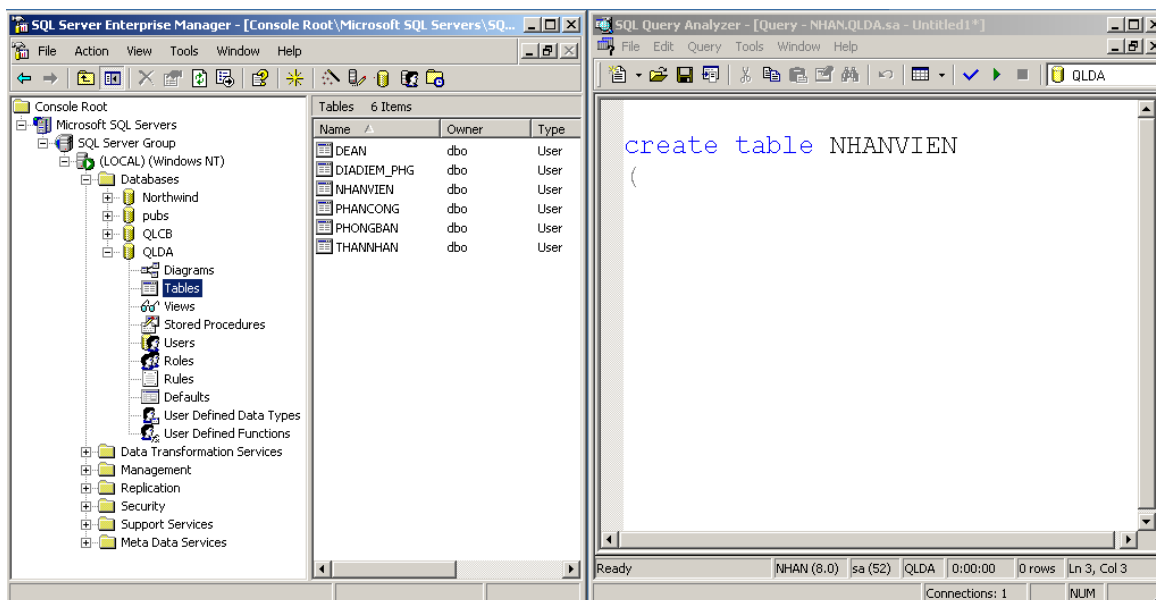 SQL Server Enterprise Manager - [Console Root\Microsoft SQL Servers\SQ...
File Action View Tools Window Help
Console Root
Microsoft SQL Servers
SQL Server Group
(LOCAL) (Windows NT)
Databases
Northwind
pubs
QLCB
QLDA
Diagrams
Tables
Views
Stored Procedures
Users
Roles
Rules
Defaults
User Defined Data Types
User Defined Functions
Data Transformation Services
Management
Replication
Security
Support Services
Meta Data Services
Tables 6 Items
Name Owner Type
DEAN dbo User
DIADIEM_PHG dbo User
NHANVIEN dbo User
PHANCONG dbo User
PHONGBAN dbo User
THANNHAN dbo User
SQL Query Analyzer - [Query - NHAN.QLDA.sa - Untitled1*]
File Edit Query Tools Window Help
QLDA
create table NHANVIEN
(
Ready NHAN (8.0) sa (52) QLDA 0:00:00 0 rows Ln 3, Col 3
Connections: 1 NUM